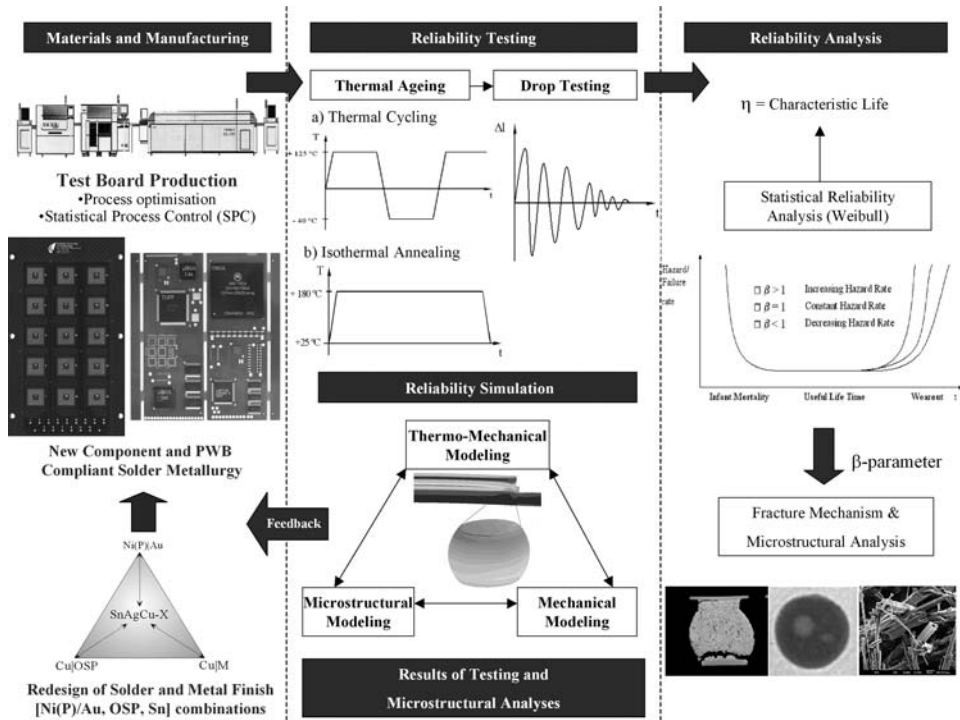 Materials and Manufacturing
Test Board Production
•Process optimisation
•Statistical Process Control (SPC)
New Component and PWB
Compliant Solder Metallurgy
Ni(P)|Au
SnAgCu-X
Cu|OSP
Cu|M
Redesign of Solder and Metal Finish
[Ni(P)/Au, OSP, Sn] combinations
Reliability Testing
Thermal Ageing
Drop Testing
a) Thermal Cycling
T
+125 °C
- 40°C
t
Δl
t
b) Isothermal Annealing
T
+180 °C
+25 °C
t
Reliability Simulation
Thermo-Mechanical
Modeling
Feedback
Microstructural
Modeling
Mechanical
Modeling
Results of Testing and
Microstructural Analyses
Reliability Analysis
η = Characteristic Life
Statistical Reliability
Analysis (Weibull)
Hazard/
Failure
rate
β > 1 Increasing Hazard Rate
β = 1 Constant Hazard Rate
β < 1 Decreasing Hazard Rate
Infant Mortality Useful Life Time Wearout t
β-parameter
Fracture Mechanism &
Microstructural Analysis